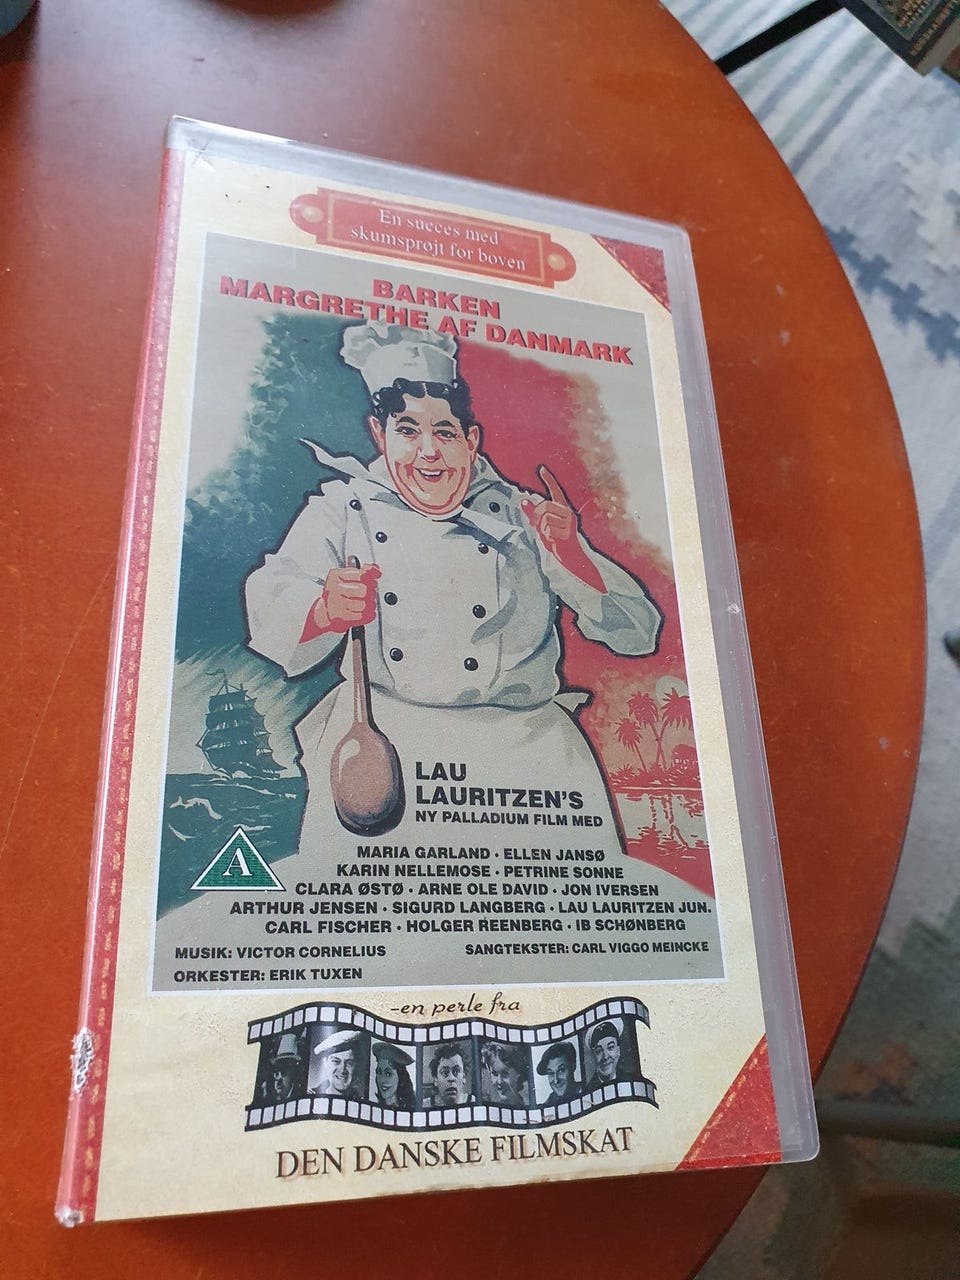 En succes med
skumsprøjt for boven
BARKEN
MARGRETHE AF DANMARK
LAU
LAURITZEN'S
NY PALLADIUM FILM MED
MARIA GARLAND · ELLEN JANSØ
KARIN NELLEMOSE · PETRINE SONNE
CLARA ØSTØ · ARNE OLE DAVID · JON IVERSEN
ARTHUR JENSEN · SIGURD LANGBERG · LAU LAURITZEN JUN.
CARL FISCHER · HOLGER REENBERG · IB SCHØNBERG
MUSIK: VICTOR CORNELIUS
SANGTEKSTER: CARL VIGGO MEINCKE
ORKESTER: ERIK TUXEN
A
-en perle fra
DEN DANSKE FILMSKAT